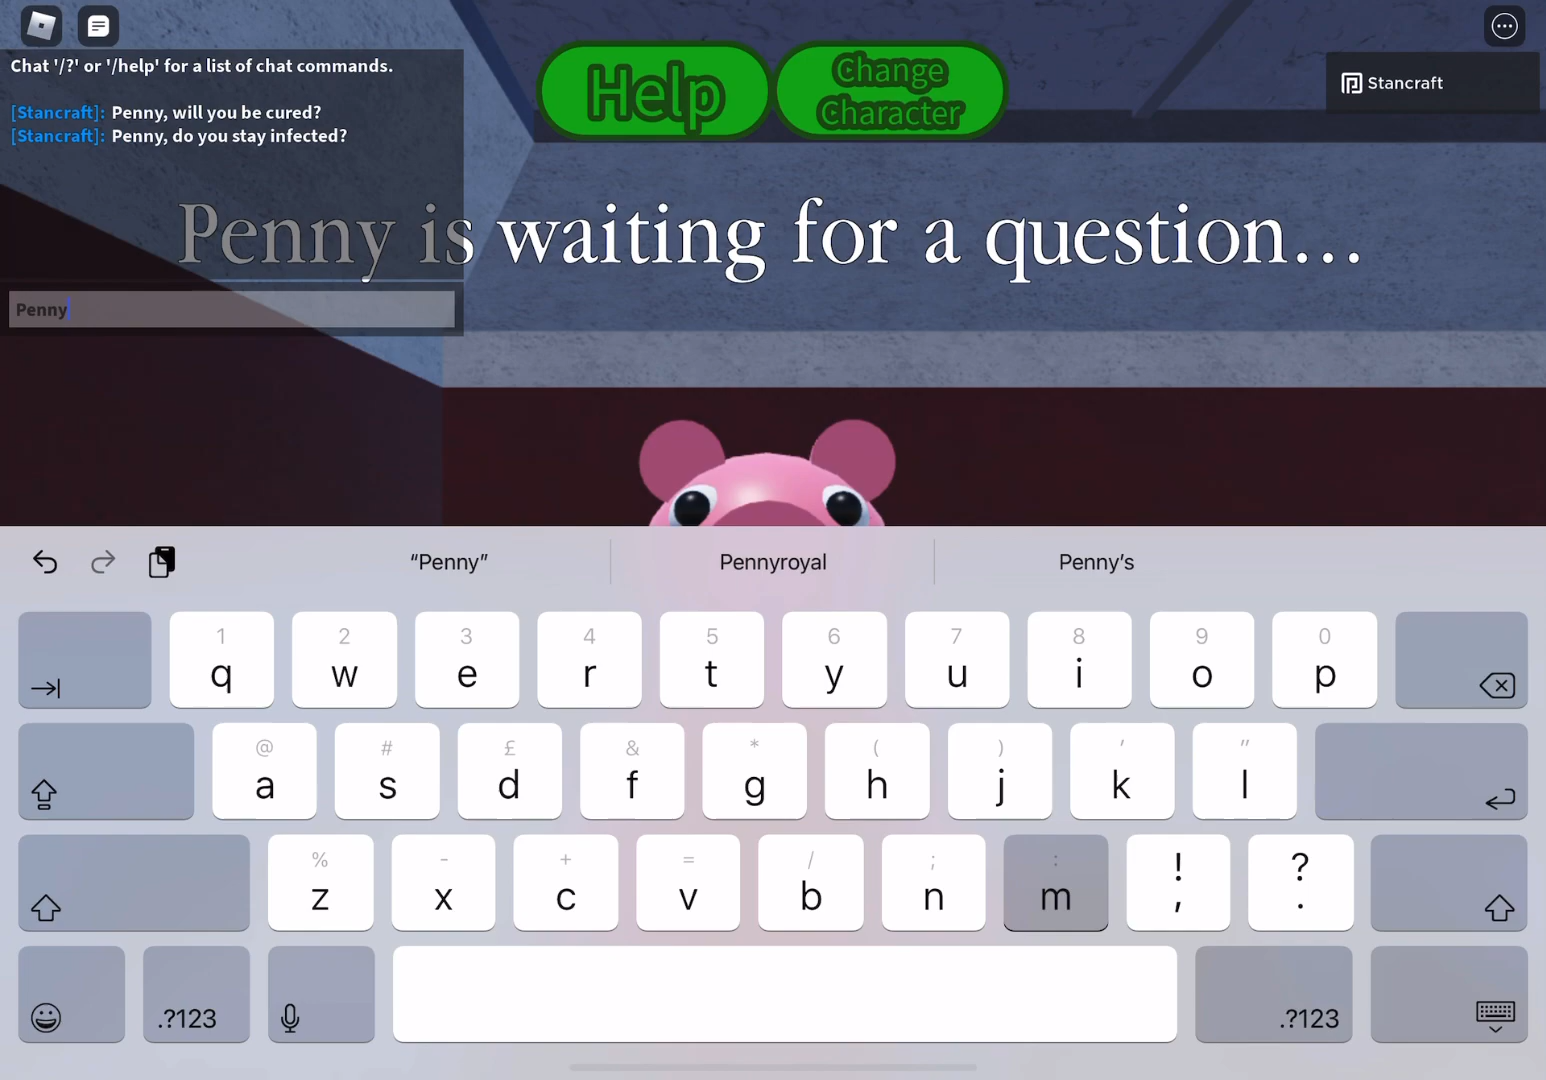 Chat '/?' or '/help' for a list of chat commands.
[Stancraft]: Penny, will you be cured?
[Stancraft]: Penny, do you stay infected?
Help
Change
Character
Stancraft
Penny is waiting for a question...
Penny
“Penny”
Pennyroyal
Penny’s
1 2 3 4 5 6 7 8 9 0
q w e r t y u i o p
@ # £ & * ( ) ' "
a s d f g h j k l
% - + = / ; : ! ?
z x c v b n m , .
.?123
.?123